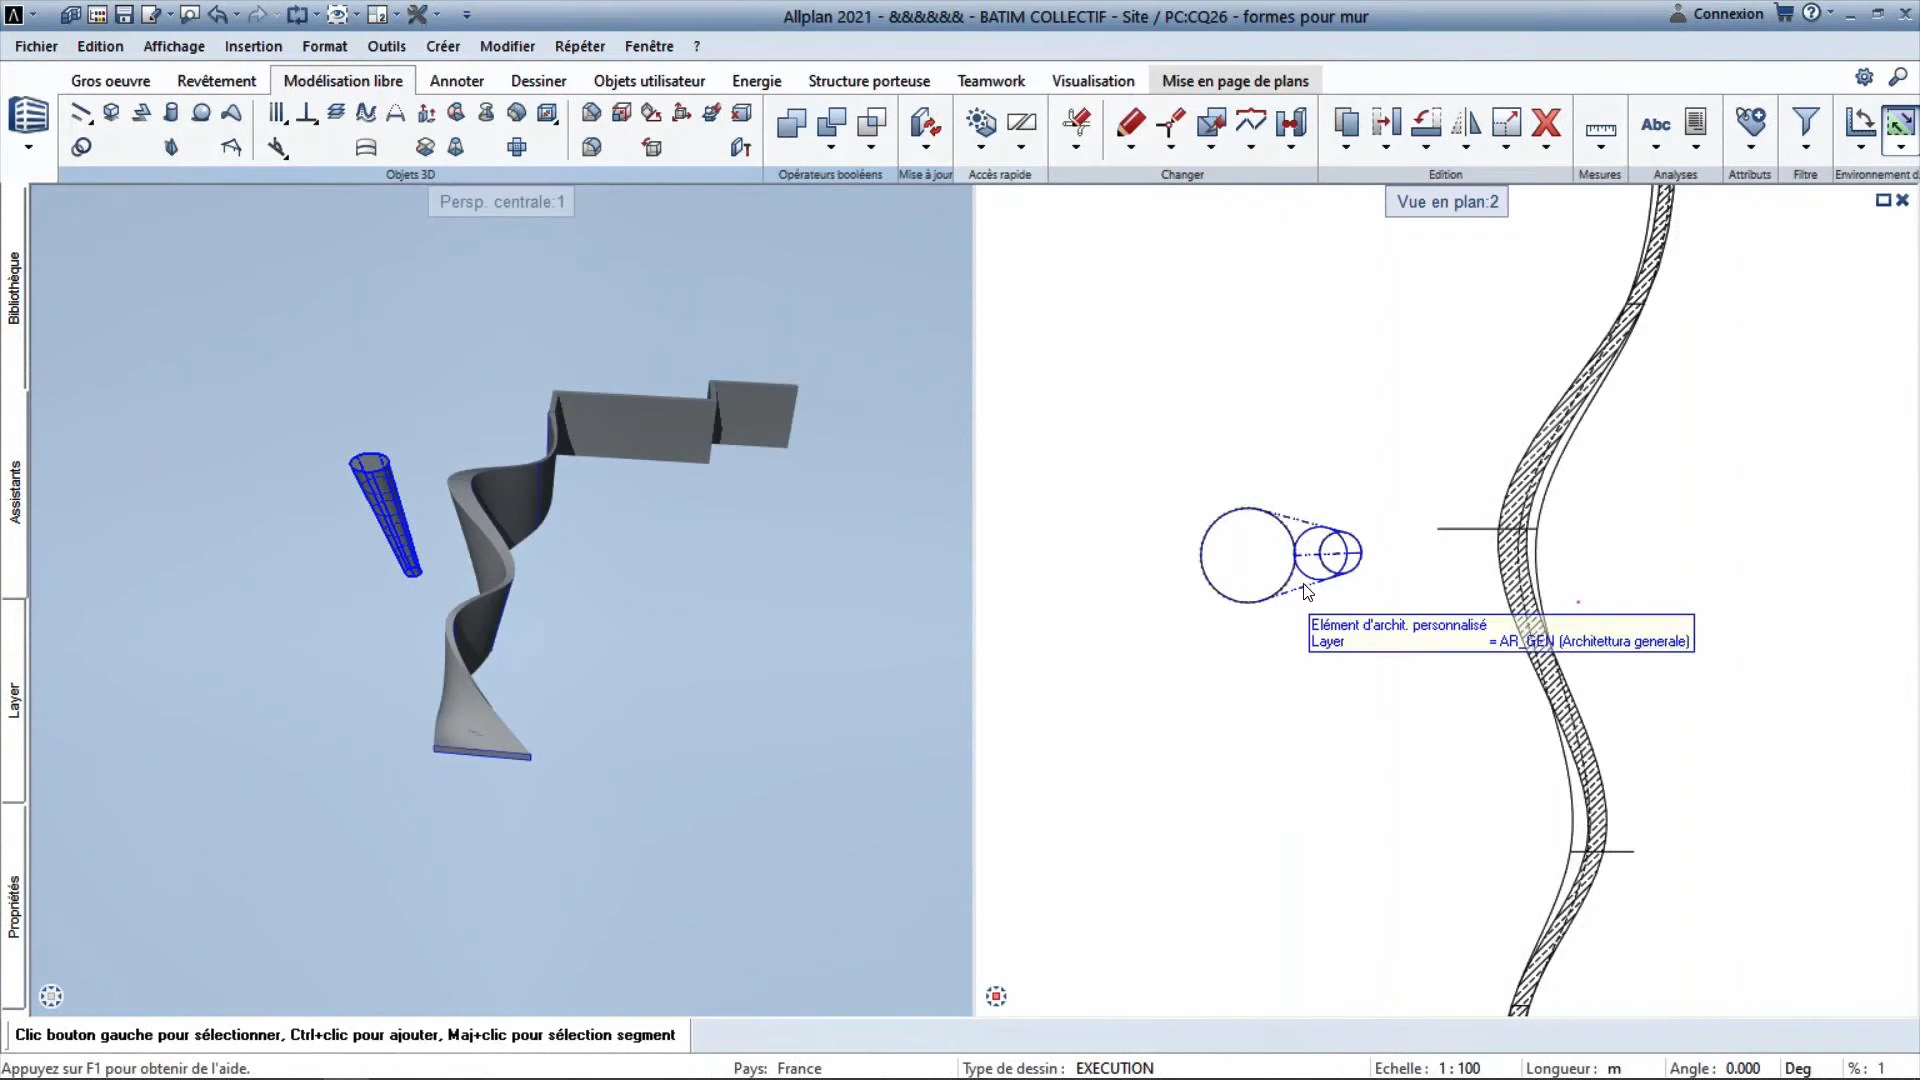 Allplan 2021 - &&&&&& - BATIM COLLECTIF - Site / PC:CQ26 - formes pour mur
Connexion
Fichier Edition Affichage Insertion Format Outils Créer Modifier Répéter Fenêtre ?
Gros oeuvre Revêtement Modélisation libre Annoter Dessiner Objets utilisateur Energie Structure porteuse Teamwork Visualisation Mise en page de plans
Abc
Objets 3D Opérateurs booléens Mise à jour Accès rapide Changer Edition Mesures Analyses Attributs Filtre Environnement d
Persp. centrale:1
Vue en plan:2
Bibliothèque
Assistants
Layer
Propriétés
Elément d'archit. personnalisé
Layer = AR_GEN (Architettura generale)
Clic bouton gauche pour sélectionner, Ctrl+clic pour ajouter, Maj+clic pour sélection segment
Appuyez sur F1 pour obtenir de l'aide. Pays: France Type de dessin : EXECUTION Echelle : 1 : 100 Longueur : m Angle : 0.000 Deg % : 1